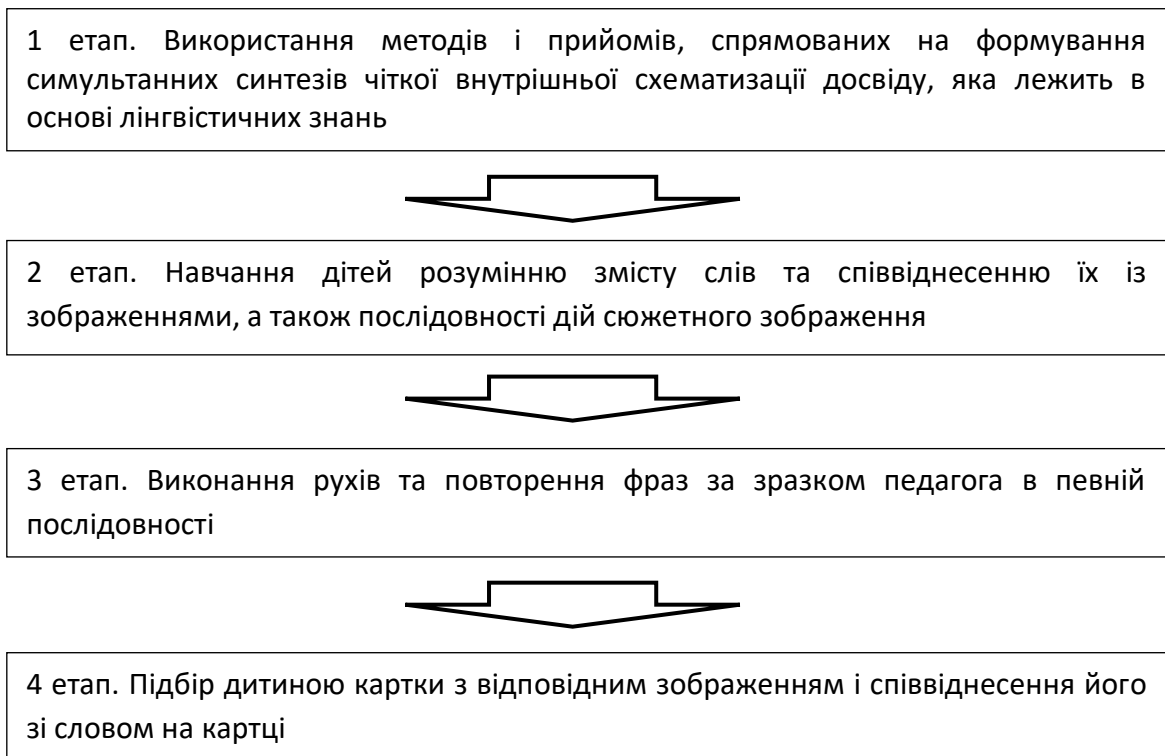 1 етап. Використання методів і прийомів, спрямованих на формування
симультанних синтезів чіткої внутрішньої схематизації досвіду, яка лежить в
основі лінгвістичних знань
2 етап. Навчання дітей розумінню змісту слів та співвіднесенню їх із
зображеннями, а також послідовності дій сюжетного зображення
3 етап. Виконання рухів та повторення фраз за зразком педагога в певній
послідовності
4 етап. Підбір дитиною картки з відповідним зображенням і співвіднесення його
зі словом на картці